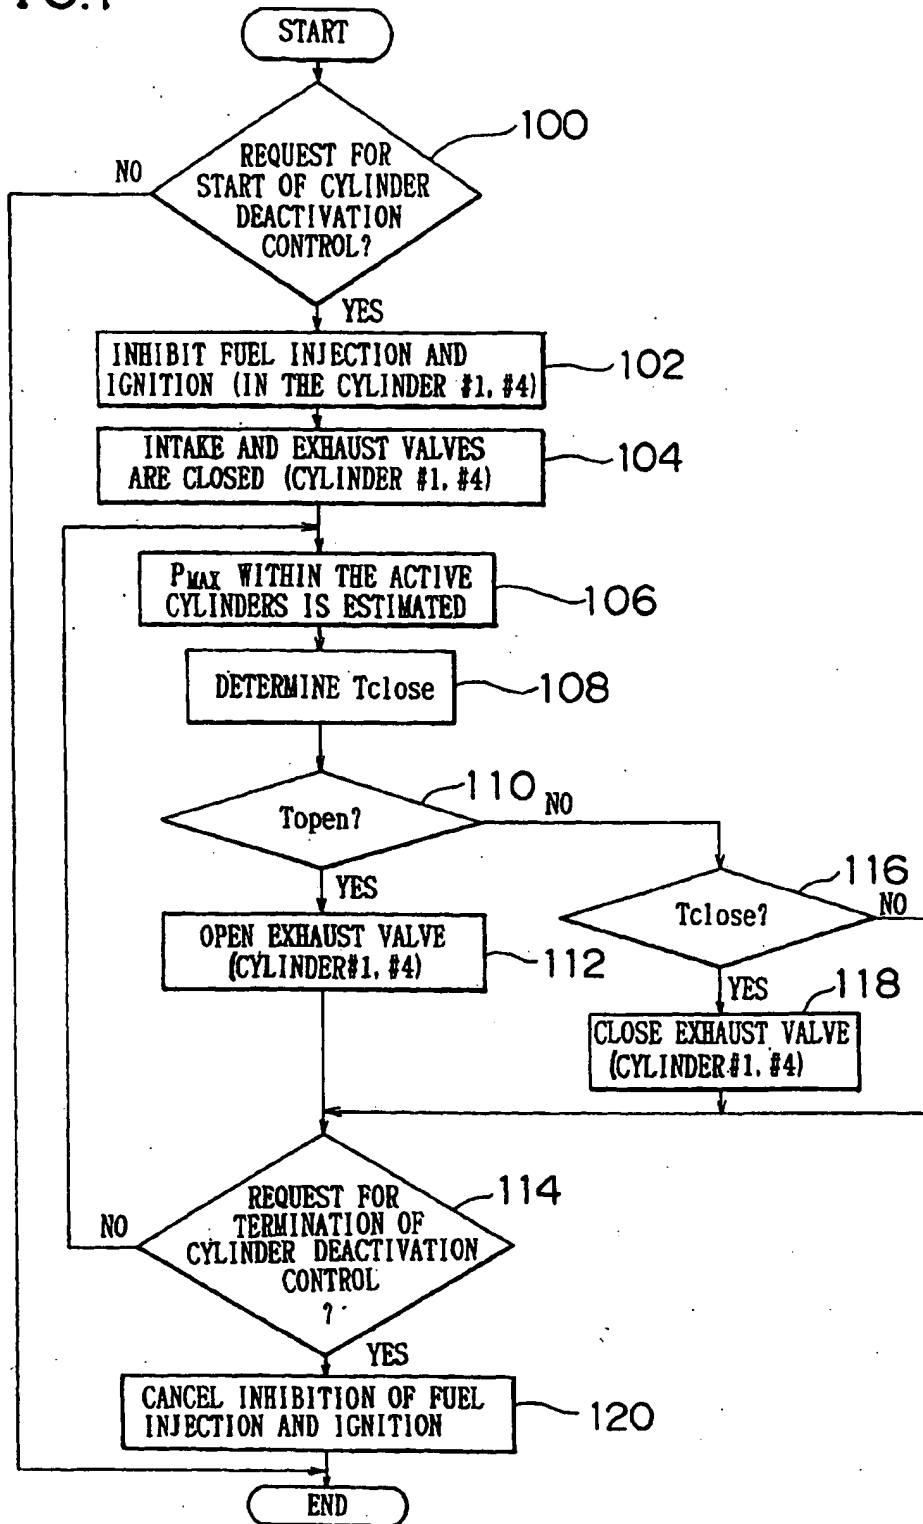 START
100
REQUEST FOR
START OF CYLINDER
DEACTIVATION
CONTROL?
NO
YES
INHIBIT FUEL INJECTION AND
IGNITION (IN THE CYLINDER #1, #4)
102
INTAKE AND EXHAUST VALVES
ARE CLOSED (CYLINDER #1, #4)
104
PMAX WITHIN THE ACTIVE
CYLINDERS IS ESTIMATED
106
DETERMINE Tclose
108
110
Topen?
NO
YES
116
Tclose?
NO
OPEN EXHAUST VALVE
(CYLINDER#1, #4)
112
YES
118
CLOSE EXHAUST VALVE
(CYLINDER#1, #4)
114
REQUEST FOR
TERMINATION OF
CYLINDER DEACTIVATION
CONTROL
?
NO
YES
CANCEL INHIBITION OF FUEL
INJECTION AND IGNITION
120
END